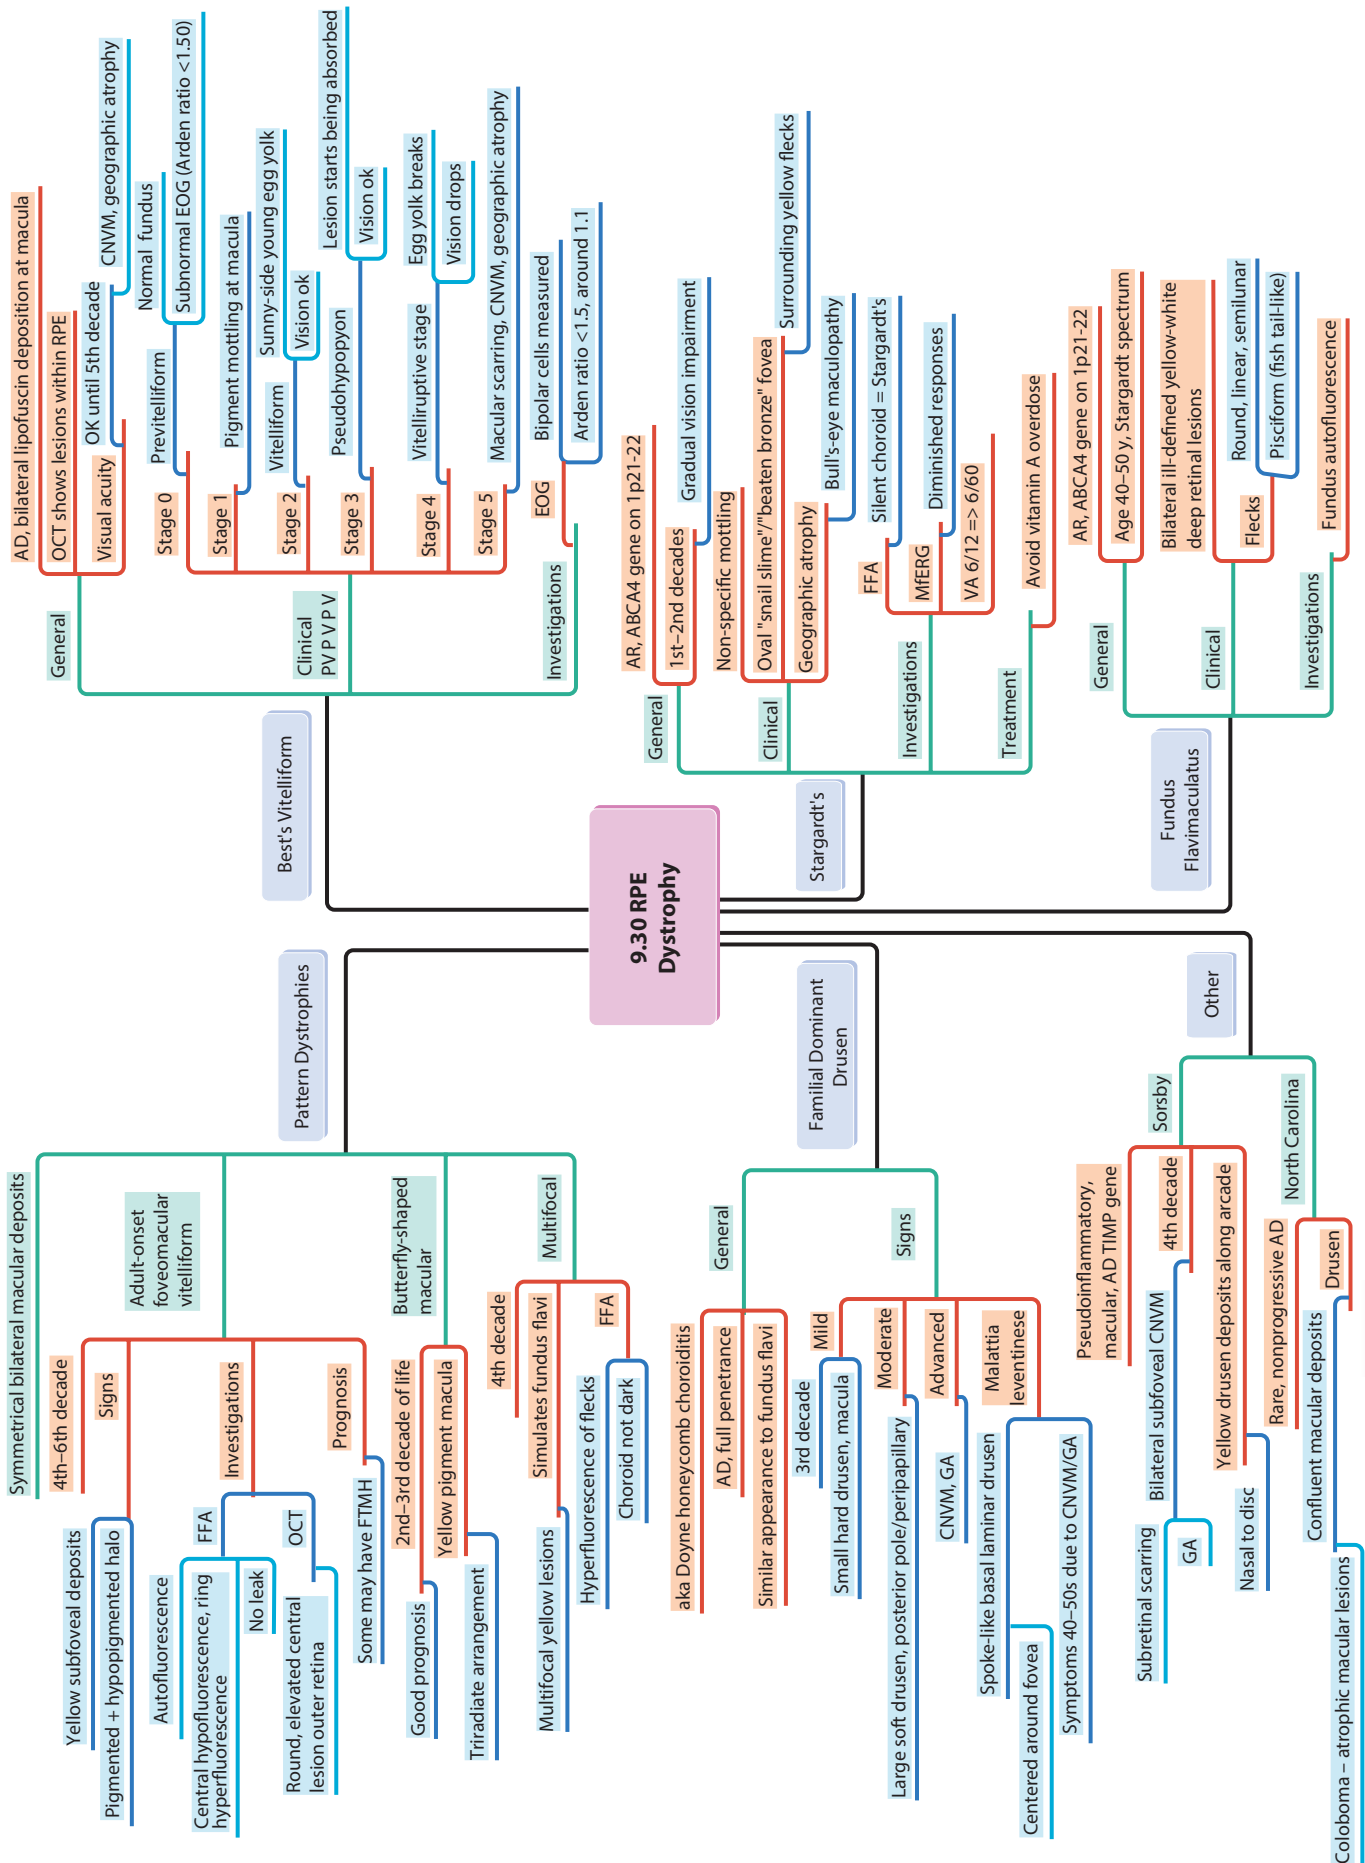 9.30 RPE
Dystrophy
Pattern Dystrophies
Symmetrical bilateral macular deposits
Adult-onset
foveomacular
vitelliform
4th–6th decade
Signs
Yellow subfoveal deposits
Pigmented + hypopigmented halo
Investigations
FFA
Autofluorescence
Central hypofluorescence, ring
hyperfluorescence
No leak
OCT
Round, elevated central
lesion outer retina
Prognosis
Some may have FTMH
Butterfly-shaped
macular
2nd–3rd decade of life
Good prognosis
Yellow pigment macula
Triradiate arrangement
Multifocal
4th decade
Simulates fundus flavi
Multifocal yellow lesions
FFA
Hyperfluorescence of flecks
Choroid not dark
Familial Dominant
Drusen
General
aka Doyne honeycomb choroiditis
AD, full penetrance
Similar appearance to fundus flavi
Signs
Mild
3rd decade
Small hard drusen, macula
Moderate
Large soft drusen, posterior pole/peripapillary
Advanced
CNVM, GA
Malattia
leventinese
Spoke-like basal laminar drusen
Centered around fovea
Symptoms 40–50s due to CNVM/GA
Other
Sorsby
Pseudoinflammatory,
macular, AD TIMP gene
4th decade
Bilateral subfoveal CNVM
Subretinal scarring
GA
Yellow drusen deposits along arcade
Nasal to disc
North Carolina
Rare, nonprogressive AD
Drusen
Confluent macular deposits
Coloboma – atrophic macular lesions
Best's Vitelliform
General
AD, bilateral lipofuscin deposition at macula
OCT shows lesions within RPE
Visual acuity
OK until 5th decade
CNVM, geographic atrophy
Clinical
PV P V P V
Stage 0
Previtelliform
Normal fundus
Subnormal EOG (Arden ratio <1.50)
Stage 1
Pigment mottling at macula
Stage 2
Vitelliform
Sunny-side young egg yolk
Vision ok
Stage 3
Pseudohypopyon
Lesion starts being absorbed
Vision ok
Stage 4
Vitelliruptive stage
Egg yolk breaks
Vision drops
Stage 5
Macular scarring, CNVM, geographic atrophy
Investigations
EOG
Bipolar cells measured
Arden ratio <1.5, around 1.1
Stargardt's
General
AR, ABCA4 gene on 1 p21-22
1st–2nd decades
Gradual vision impairment
Clinical
Non-specific mottling
Oval "snail slime"/"beaten bronze" fovea
Surrounding yellow flecks
Geographic atrophy
Bull's-eye maculopathy
Investigations
FFA
Silent choroid = Stargardt's
MfERG
Diminished responses
VA 6/12 => 6/60
Treatment
Avoid vitamin A overdose
Fundus
Flavimaculatus
General
AR, ABCA4 gene on 1p21-22
Age 40–50 y, Stargardt spectrum
Clinical
Bilateral ill-defined yellow-white
deep retinal lesions
Flecks
Round, linear, semilunar
Pisciform (fish tail-like)
Investigations
Fundus autofluorescence